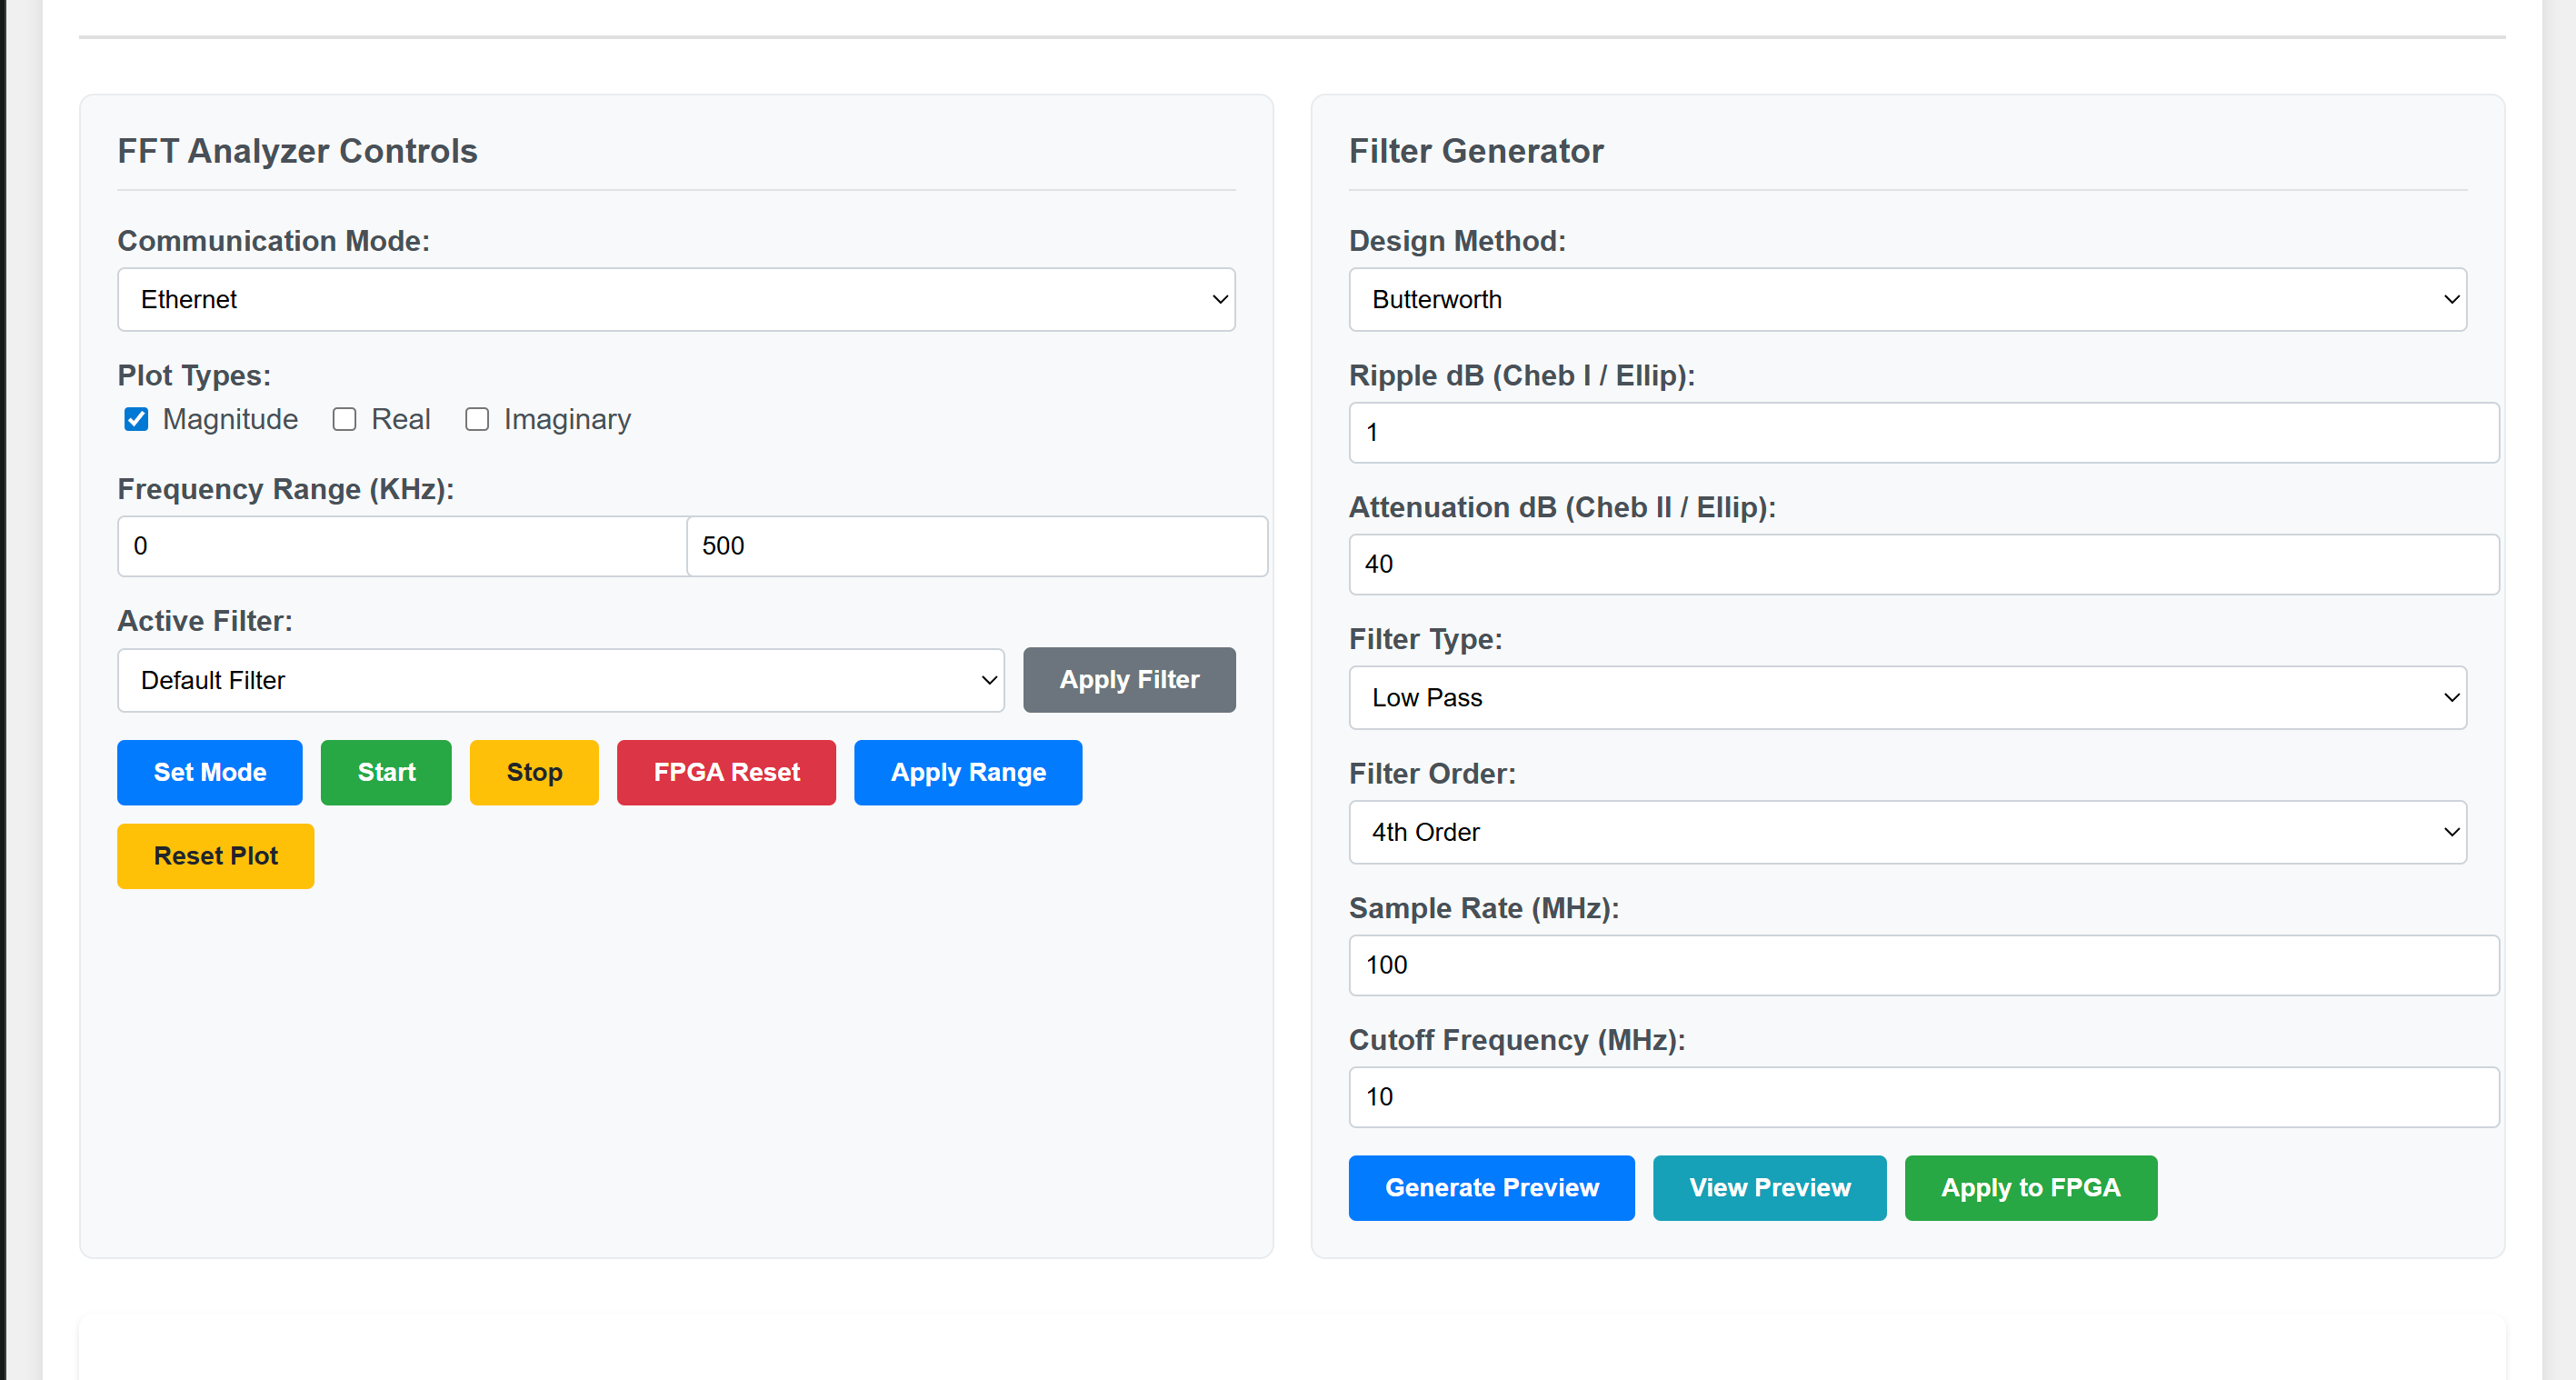 FFT Analyzer Controls
Communication Mode:
Ethernet
Plot Types:
Magnitude Real Imaginary
Frequency Range (KHz):
0 500
Active Filter:
Default Filter Apply Filter
Set Mode Start Stop FPGA Reset Apply Range
Reset Plot
Filter Generator
Design Method:
Butterworth
Ripple dB (Cheb I / Ellip):
1
Attenuation dB (Cheb II / Ellip):
40
Filter Type:
Low Pass
Filter Order:
4th Order
Sample Rate (MHz):
100
Cutoff Frequency (MHz):
10
Generate Preview View Preview Apply to FPGA